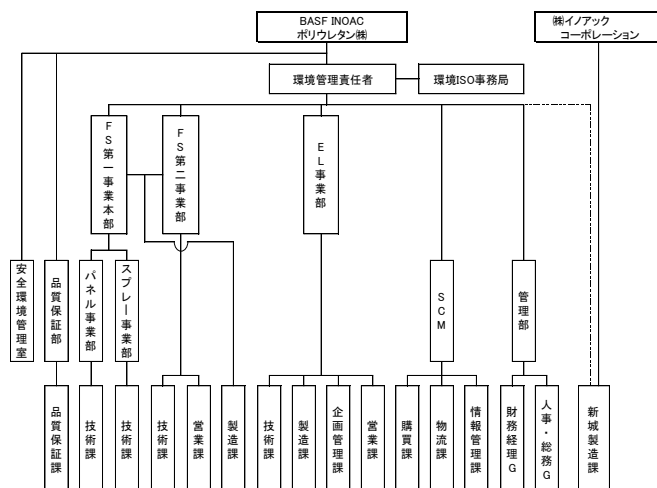 BASF INOAC
ポリウレタン㈱
㈱イノアック
コーポレーション
環境管理責任者
環境ISO事務局
FS第一事業本部
FS第二事業部
EL事業部
安全環境管理室
品質保証部
パネル事業部
スプレー事業部
SCM
管理部
品質保証課
技術課
技術課
技術課
営業課
製造課
技術課
製造課
企画管理課
営業課
購買課
物流課
情報管理課
財務経理G
人事・総務G
新城製造課